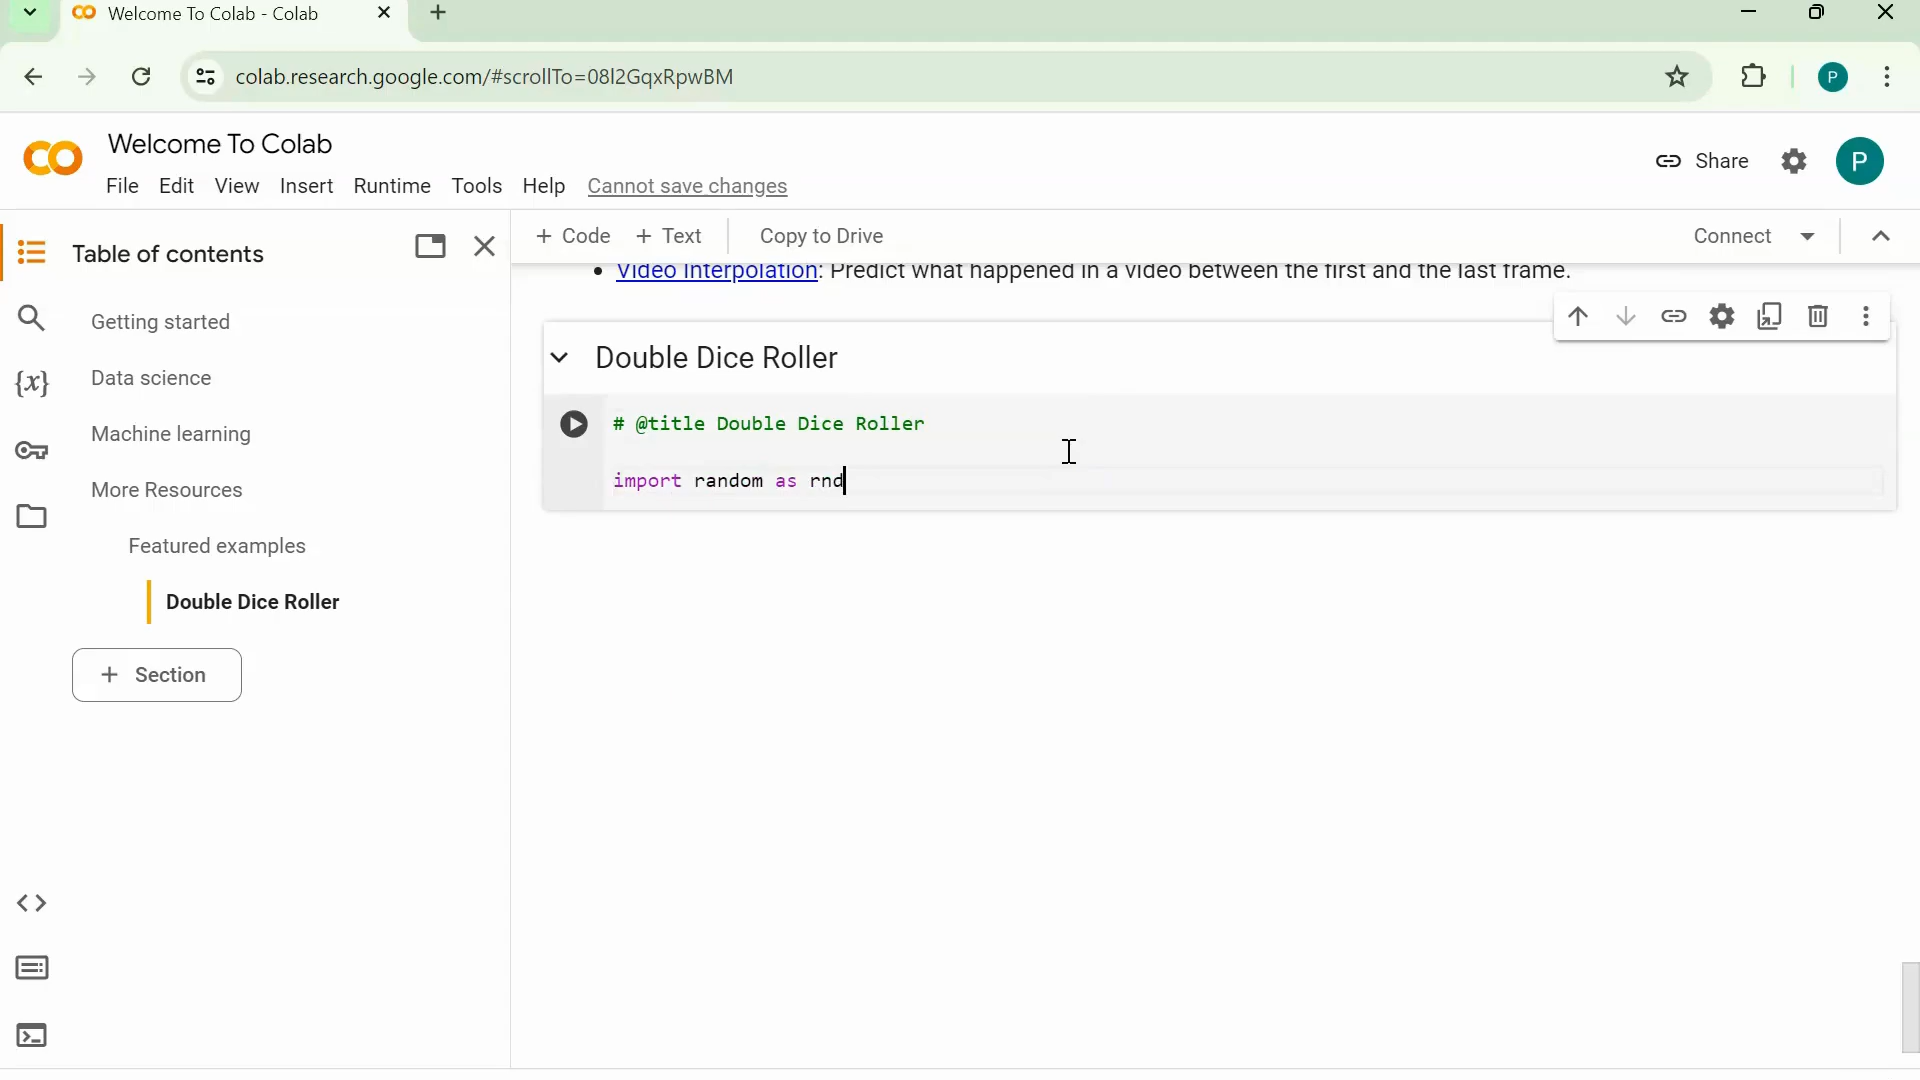 Welcome To Colab - Colab
colab.research.google.com/#scrollTo=08l2GqxRpwBM
P
Welcome To Colab
File Edit View Insert Runtime Tools Help Cannot save changes
Share
P
Table of contents
+ Code + Text Copy to Drive
Connect
Getting started
Data science
Machine learning
More Resources
Featured examples
Double Dice Roller
+ Section
Video Interpolation: Predict what happened in a video between the first and the last frame.
Double Dice Roller
# @title Double Dice Roller
import random as rnd